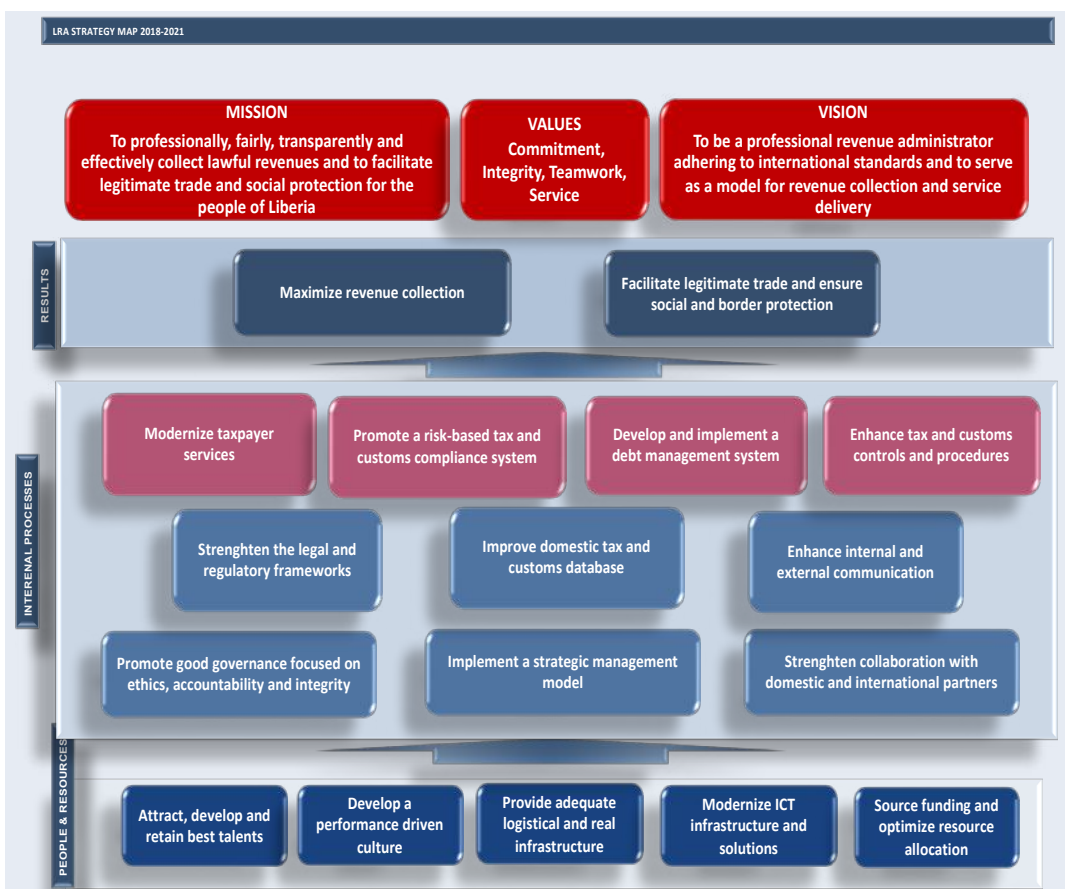 LRA STRATEGY MAP 2018-2021
MISSION
To professionally, fairly, transparently and
effectively collect lawful revenues and to facilitate
legitimate trade and social protection for the
people of Liberia
VALUES
Commitment,
Integrity, Teamwork,
Service
VISION
To be a professional revenue administrator
adhering to international standards and to serve
as a model for revenue collection and service
delivery
RESULTS
Maximize revenue collection
Facilitate legitimate trade and ensure
social and border protection
INTERENAL PROCESSES
Modernize taxpayer
services
Promote a risk-based tax and
customs compliance system
Develop and implement a
debt management system
Enhance tax and customs
controls and procedures
Strenghten the legal and
regulatory frameworks
Improve domestic tax and
customs database
Enhance internal and
external communication
Promote good governance focused on
ethics, accountability and integrity
Implement a strategic management
model
Strenghten collaboration with
domestic and international partners
PEOPLE & RESOURCES
Attract, develop and
retain best talents
Develop a
performance driven
culture
Provide adequate
logistical and real
infrastructure
Modernize ICT
infrastructure and
solutions
Source funding and
optimize resource
allocation